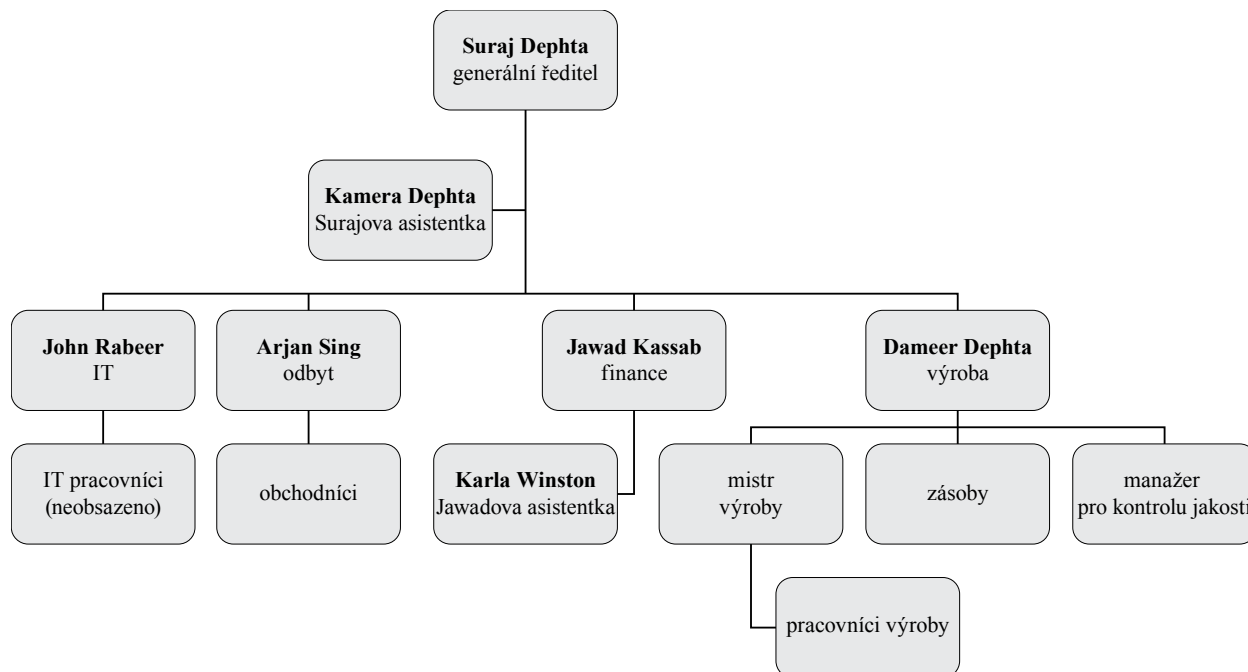 Suraj Dephta
generální ředitel
Kamera Dephta
Surajova asistentka
John Rabeer
IT
Arjan Sing
odbyt
Jawad Kassab
finance
Dameer Dephta
výroba
IT pracovníci
(neobsazeno)
obchodníci
Karla Winston
Jawadova asistentka
mistr
výroby
zásoby
manažer
pro kontrolu jakosti
pracovníci výroby